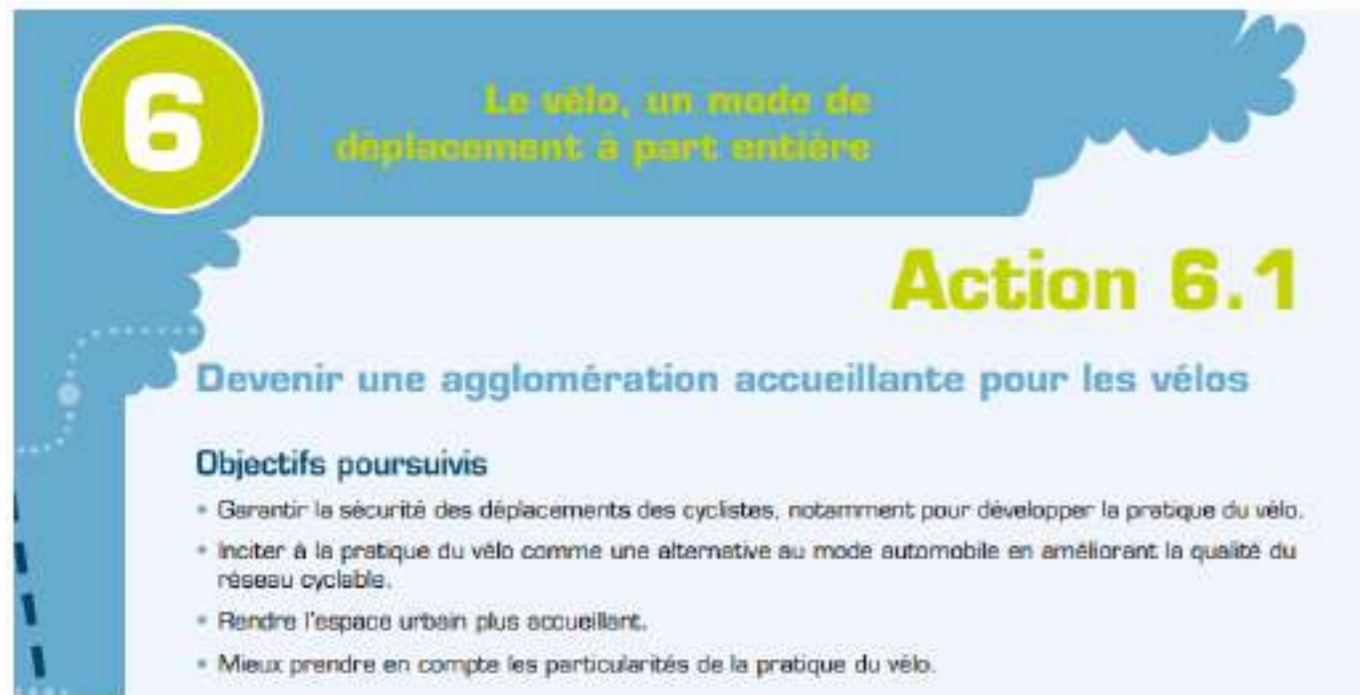 6
Le vélo, un mode de
déplacement à part entière
Action 6.1
Devenir une agglomération accueillante pour les vélos
Objectifs poursuivis
• Garantir la sécurité des déplacements des cyclistes, notamment pour développer la pratique du vélo.
• Inciter à la pratique du vélo comme une alternative au mode automobile en améliorant la qualité du
réseau cyclable.
• Rendre l'espace urbain plus accueillant.
• Mieux prendre en compte les particularités de la pratique du vélo.